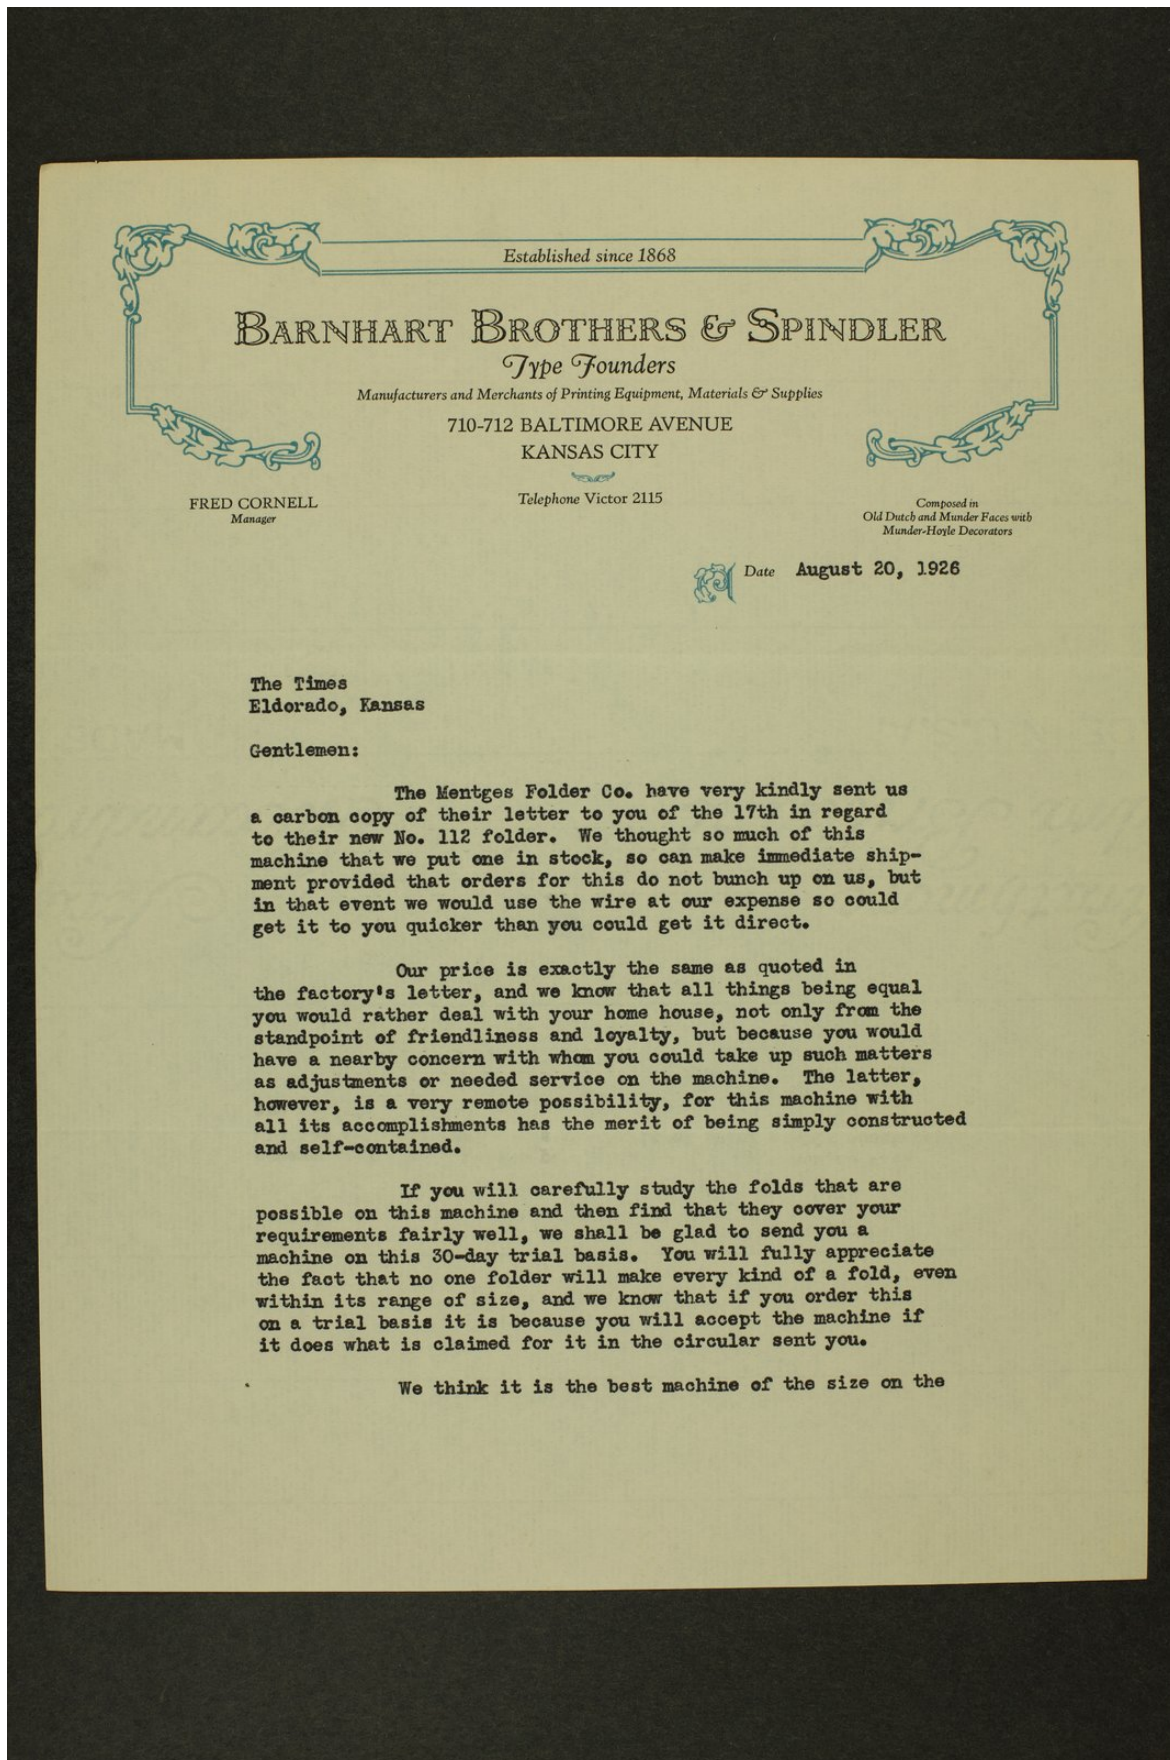 Established since 1868
BARNHART BROTHERS & SPINDLER
Type Founders
Manufacturers and Merchants of Printing Equipment, Materials & Supplies
710-712 BALTIMORE AVENUE
KANSAS CITY
FRED CORNELL
Manager
Telephone Victor 2115
Composed in
Old Dutch and Munder Faces with
Munder-Hoyle Decorators
Date August 20, 1926
The Times
Eldorado, Kansas
Gentlemen:
The Mentges Folder Co. have very kindly sent us
a carbon copy of their letter to you of the 17th in regard
to their new No. 112 folder. We thought so much of this
machine that we put one in stock, so can make immediate ship-
ment provided that orders for this do not bunch up on us, but
in that event we would use the wire at our expense so could
get it to you quicker than you could get it direct.
Our price is exactly the same as quoted in
the factory's letter, and we know that all things being equal
you would rather deal with your home house, not only from the
standpoint of friendliness and loyalty, but because you would
have a nearby concern with whom you could take up such matters
as adjustments or needed service on the machine. The latter,
however, is a very remote possibility, for this machine with
all its accomplishments has the merit of being simply constructed
and self-contained.
If you will carefully study the folds that are
possible on this machine and then find that they cover your
requirements fairly well, we shall be glad to send you a
machine on this 30-day trial basis. You will fully appreciate
the fact that no one folder will make every kind of a fold, even
within its range of size, and we know that if you order this
on a trial basis it is because you will accept the machine if
it does what is claimed for it in the circular sent you.
We think it is the best machine of the size on the